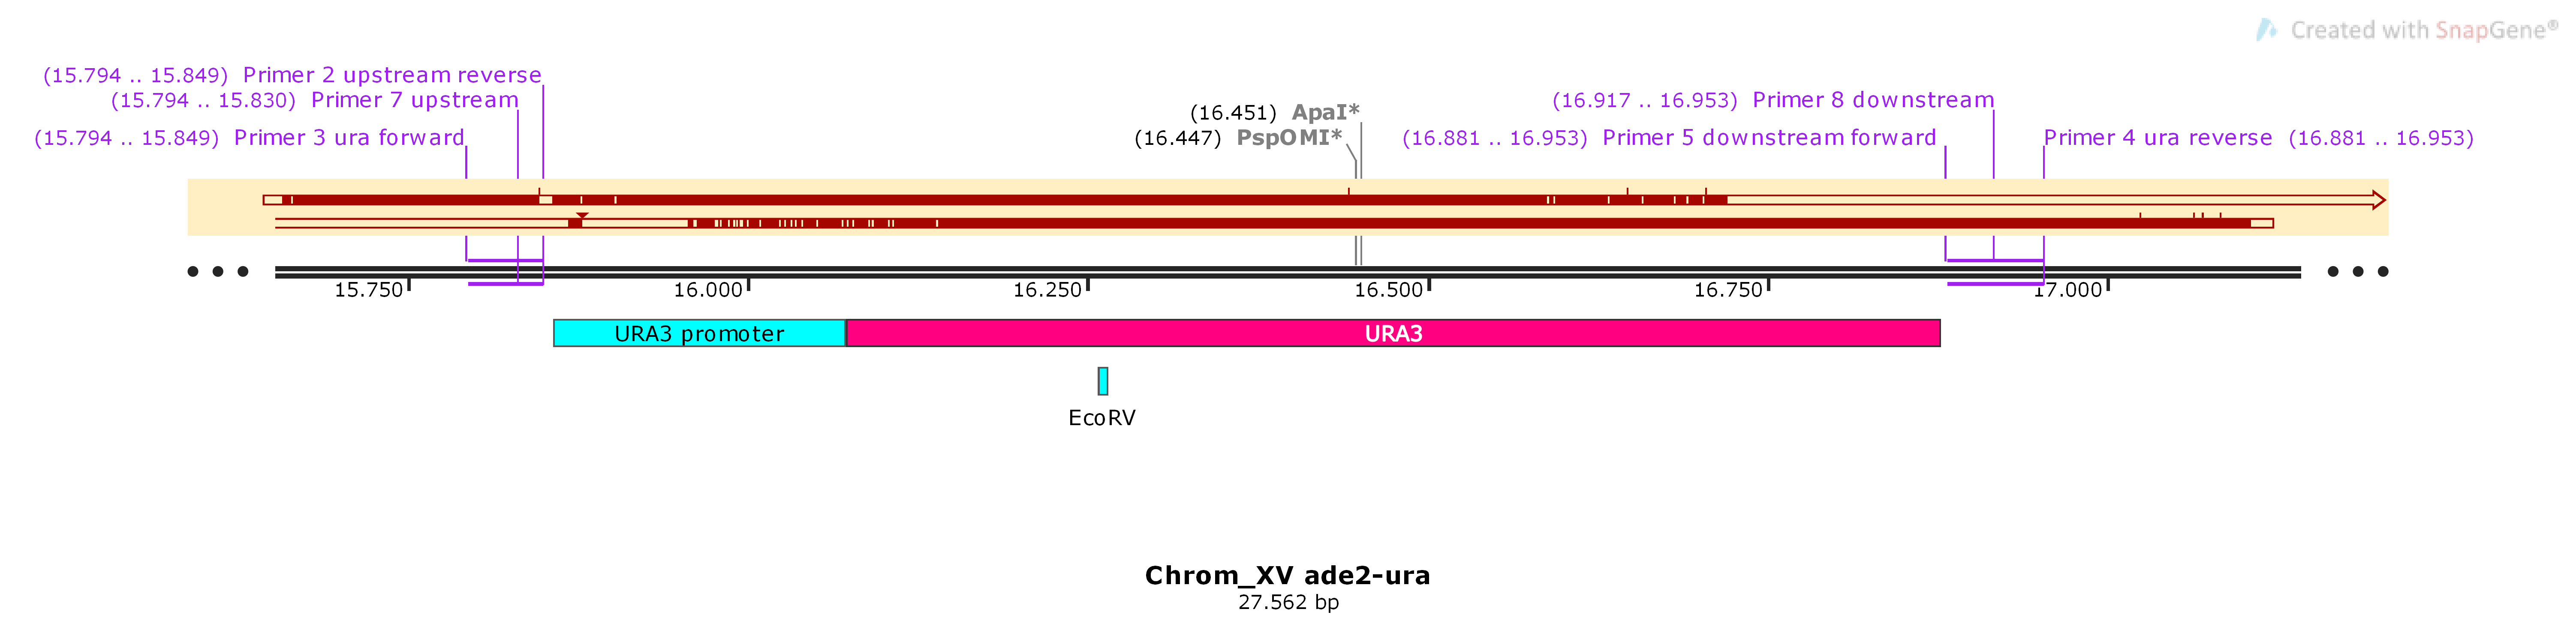 Created with SnapGene®
(15.794 .. 15.849) Primer 2 upstream reverse
(15.794 .. 15.830) Primer 7 upstream
(16.451) ApaI*
(16.917 .. 16.953) Primer 8 downstream
(15.794 .. 15.849) Primer 3 ura forward
(16.447) PspOMI*
(16.881 .. 16.953) Primer 5 downstream forward
Primer 4 ura reverse (16.881 .. 16.953)
15.750
16.000
16.250
16.500
16.750
17.000
URA3 promoter
URA3
EcoRV
Chrom_XV ade2-ura
27.562 bp